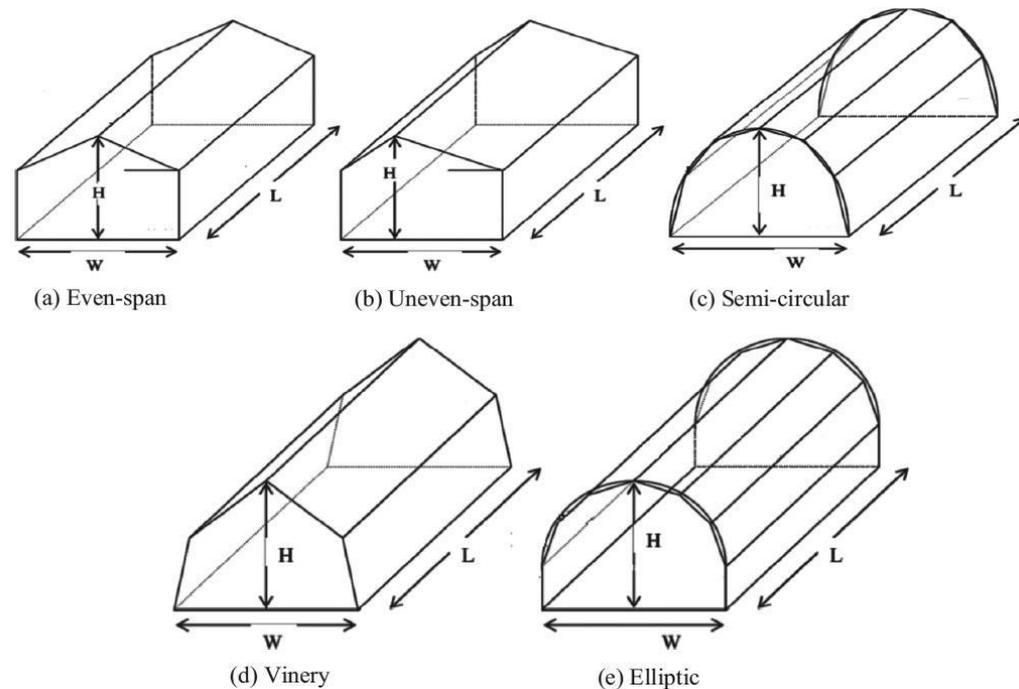 H
L
W
(a) Even-span
H
L
W
(b) Uneven-span
H
L
W
(c) Semi-circular
H
L
W
(d) Vinery
H
L
W
(e) Elliptic